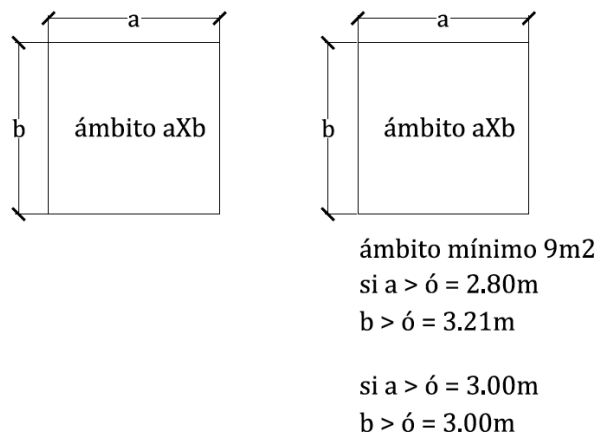 a
a
b
ámbito aXb
b
ámbito aXb
ámbito mínimo 9m2
si a > ó = 2.80m
b > ó = 3.21m
si a > ó = 3.00m
b > ó = 3.00m